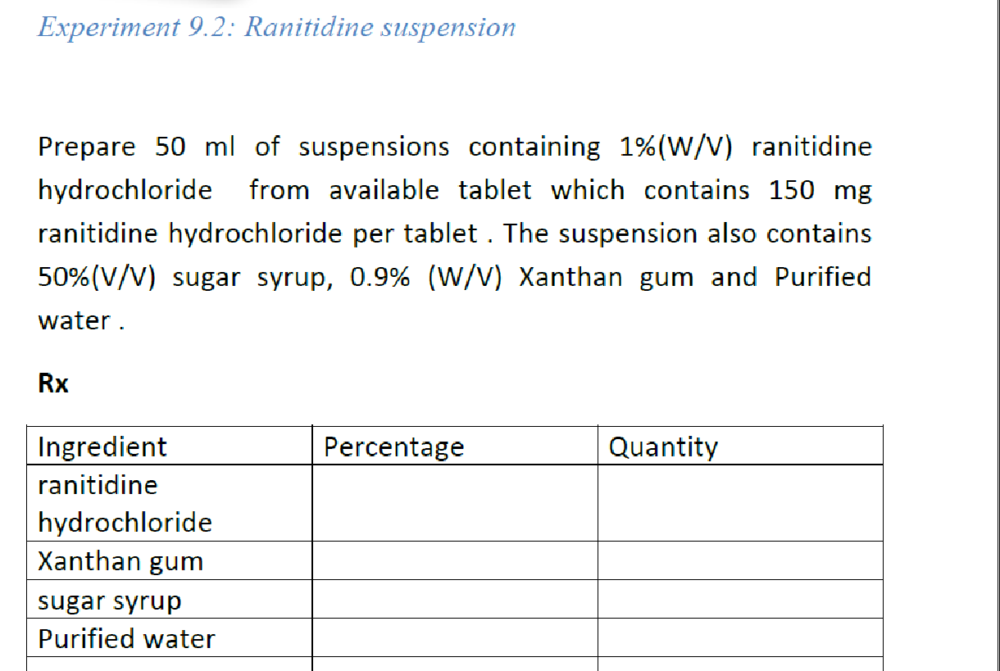 Experiment 9.2: Ranitidine suspension
Prepare 50 ml of suspensions containing 1%(W/V) ranitidine
hydrochloride from available tablet which contains 150 mg
ranitidine hydrochloride per tablet . The suspension also contains
50%(V/V) sugar syrup, 0.9% (W/V) Xanthan gum and Purified
water .
Rx
Ingredient Percentage Quantity
ranitidine
hydrochloride
Xanthan gum
sugar syrup
Purified water